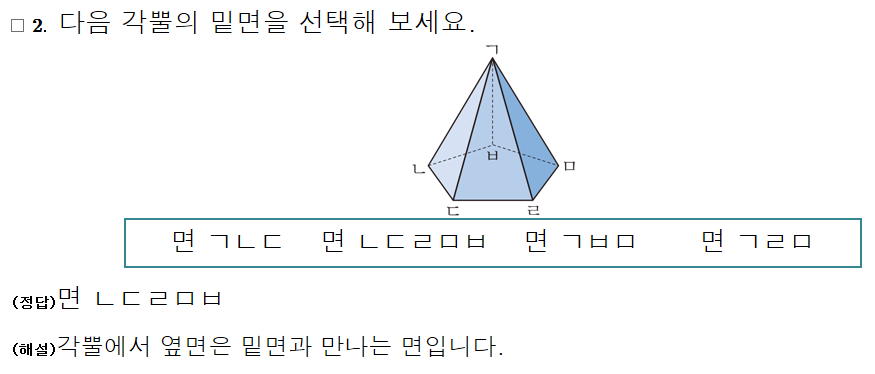 □ 2. 다음 각뿔의 밑면을 선택해 보세요.
ㄱ
ㄴ ㅂ ㅁ
ㄷ ㄹ
면 ㄱㄴㄷ 면 ㄴㄷㄹㅁㅂ 면 ㄱㅂㅁ 면 ㄱㄹㅁ
(정답)면 ㄴㄷㄹㅁㅂ
(해설)각뿔에서 옆면은 밑면과 만나는 면입니다.